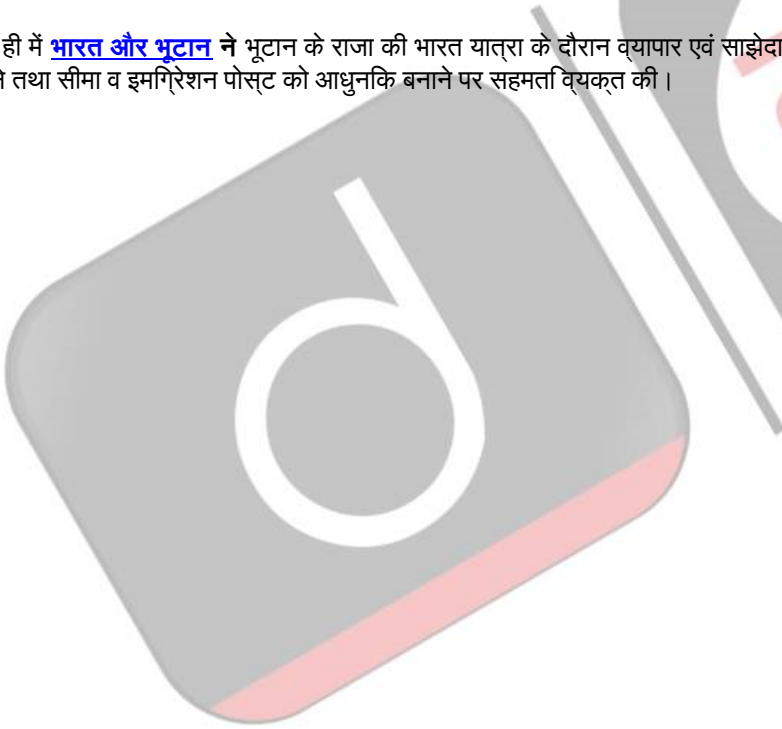 ही में भारत और भूटान ने भूटान के राजा की भारत यात्रा के दौरान व्यापार एवं
तथा सीमा व इमिग्रेशन पोस्ट को आधुनिक बनाने पर सहमति व्यक्त की।